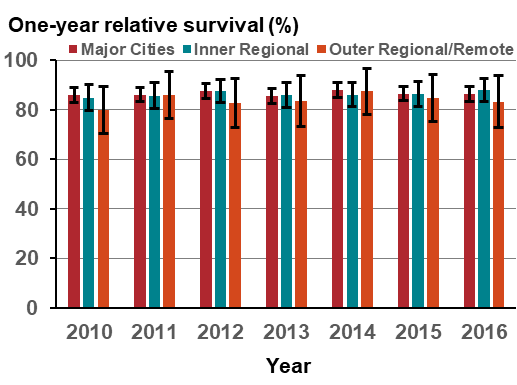 One-year relative survival (%)
Major Cities Inner Regional Outer Regional/Remote
100
80
60
40
20
0
2010 2011 2012 2013 2014 2015 2016
Year